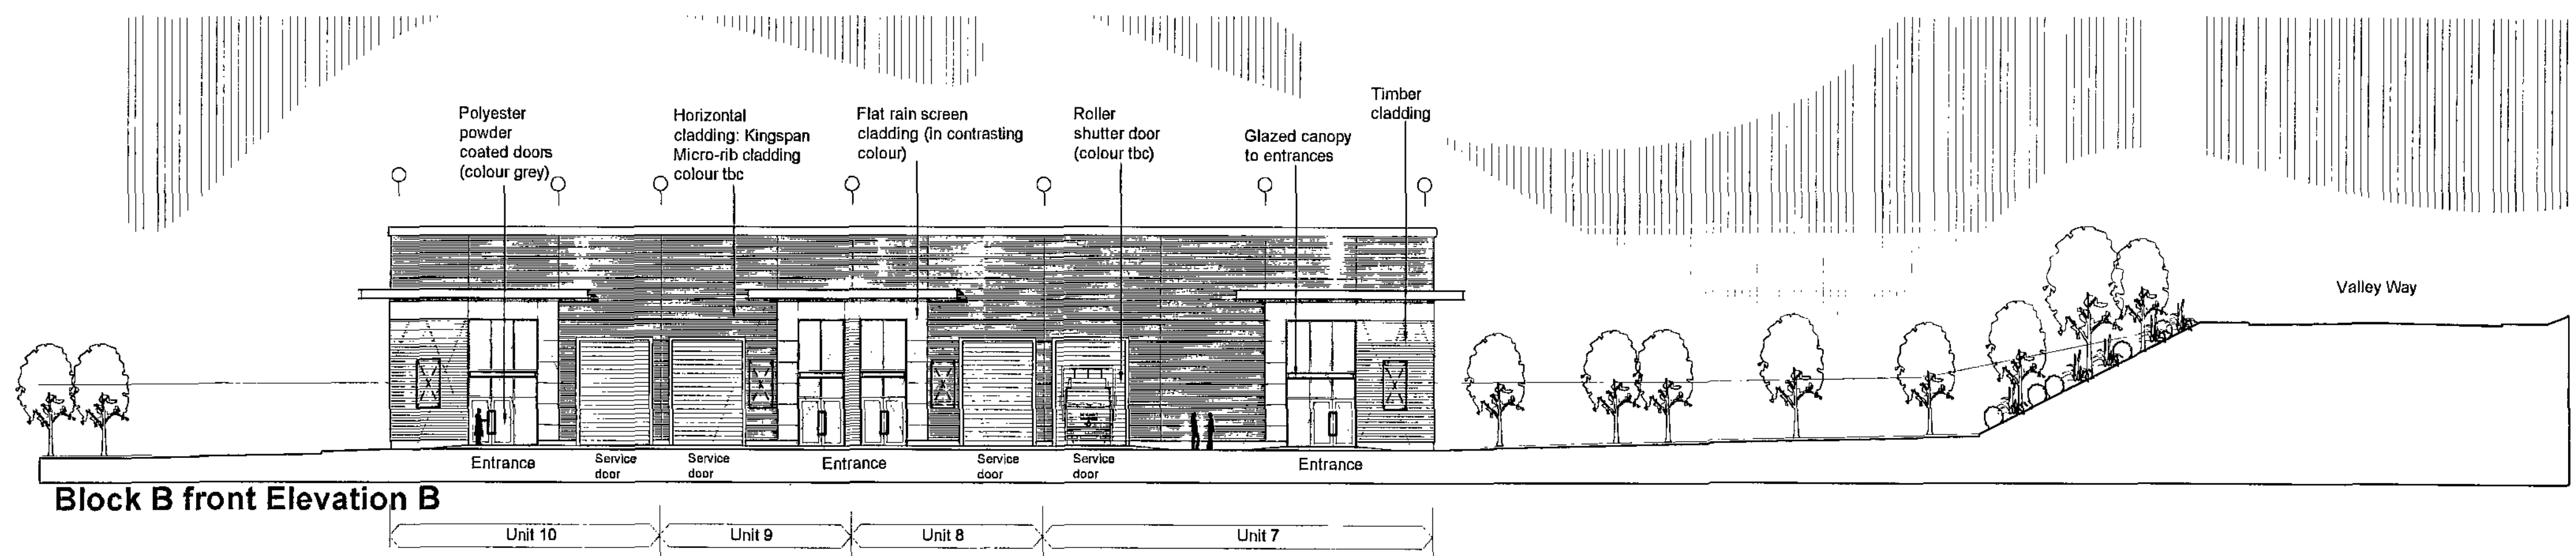 Polyester
powder
coated doors
(colour grey)
Horizontal
cladding: Kingspan
Micro-rib cladding
colour tbc
Flat rain screen
cladding (in contrasting
colour)
Roller
shutter door
(colour tbc)
Glazed canopy
to entrances
Timber
cladding
Valley Way
Entrance
Service
door
Service
door
Entrance
Service
door
Service
door
Entrance
Block B front Elevation B
Unit 10
Unit 9
Unit 8
Unit 7